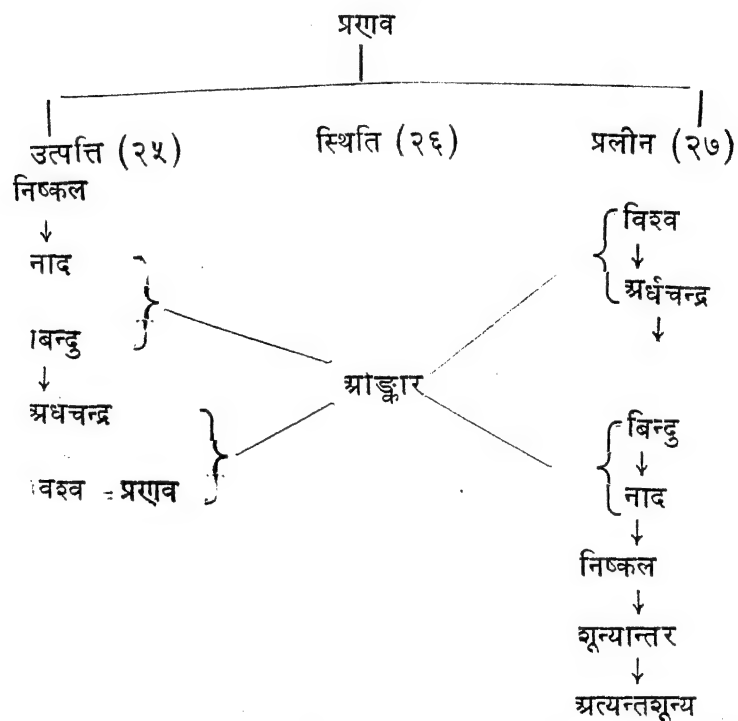 प्रणव
उत्पत्ति (२५) स्थिति (२६) प्रलीन (२७)
निष्कल
↓
नाद
बिन्दु
↓
अर्धचन्द्र
विश्व = प्रणव
ओङ्कार
विश्व
↓
अर्धचन्द्र
↓
बिन्दु
↓
नाद
↓
निष्कल
↓
शून्यान्तर
↓
अत्यन्तशून्य